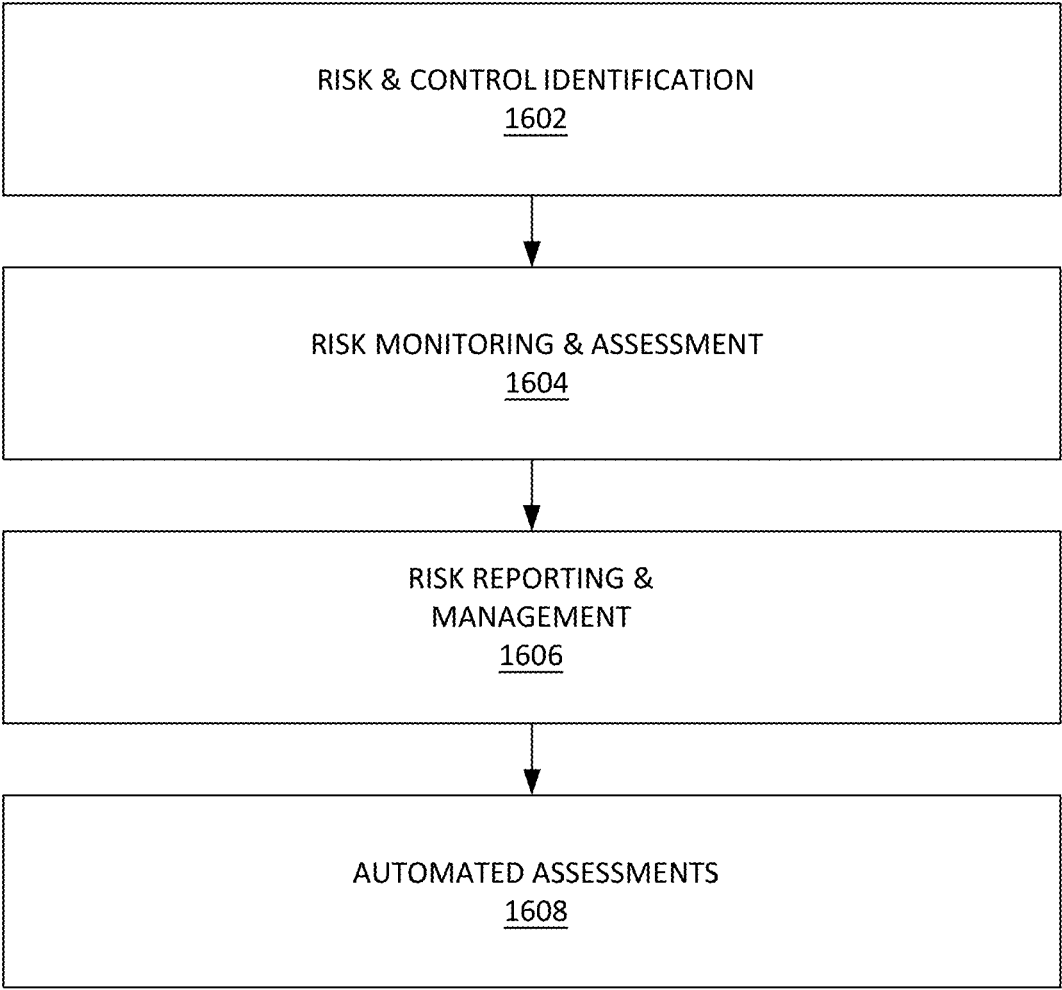 RISK & CONTROL IDENTIFICATION
1602
RISK MONITORING & ASSESSMENT
1604
RISK REPORTING &
MANAGEMENT
1606
AUTOMATED ASSESSMENTS
1608